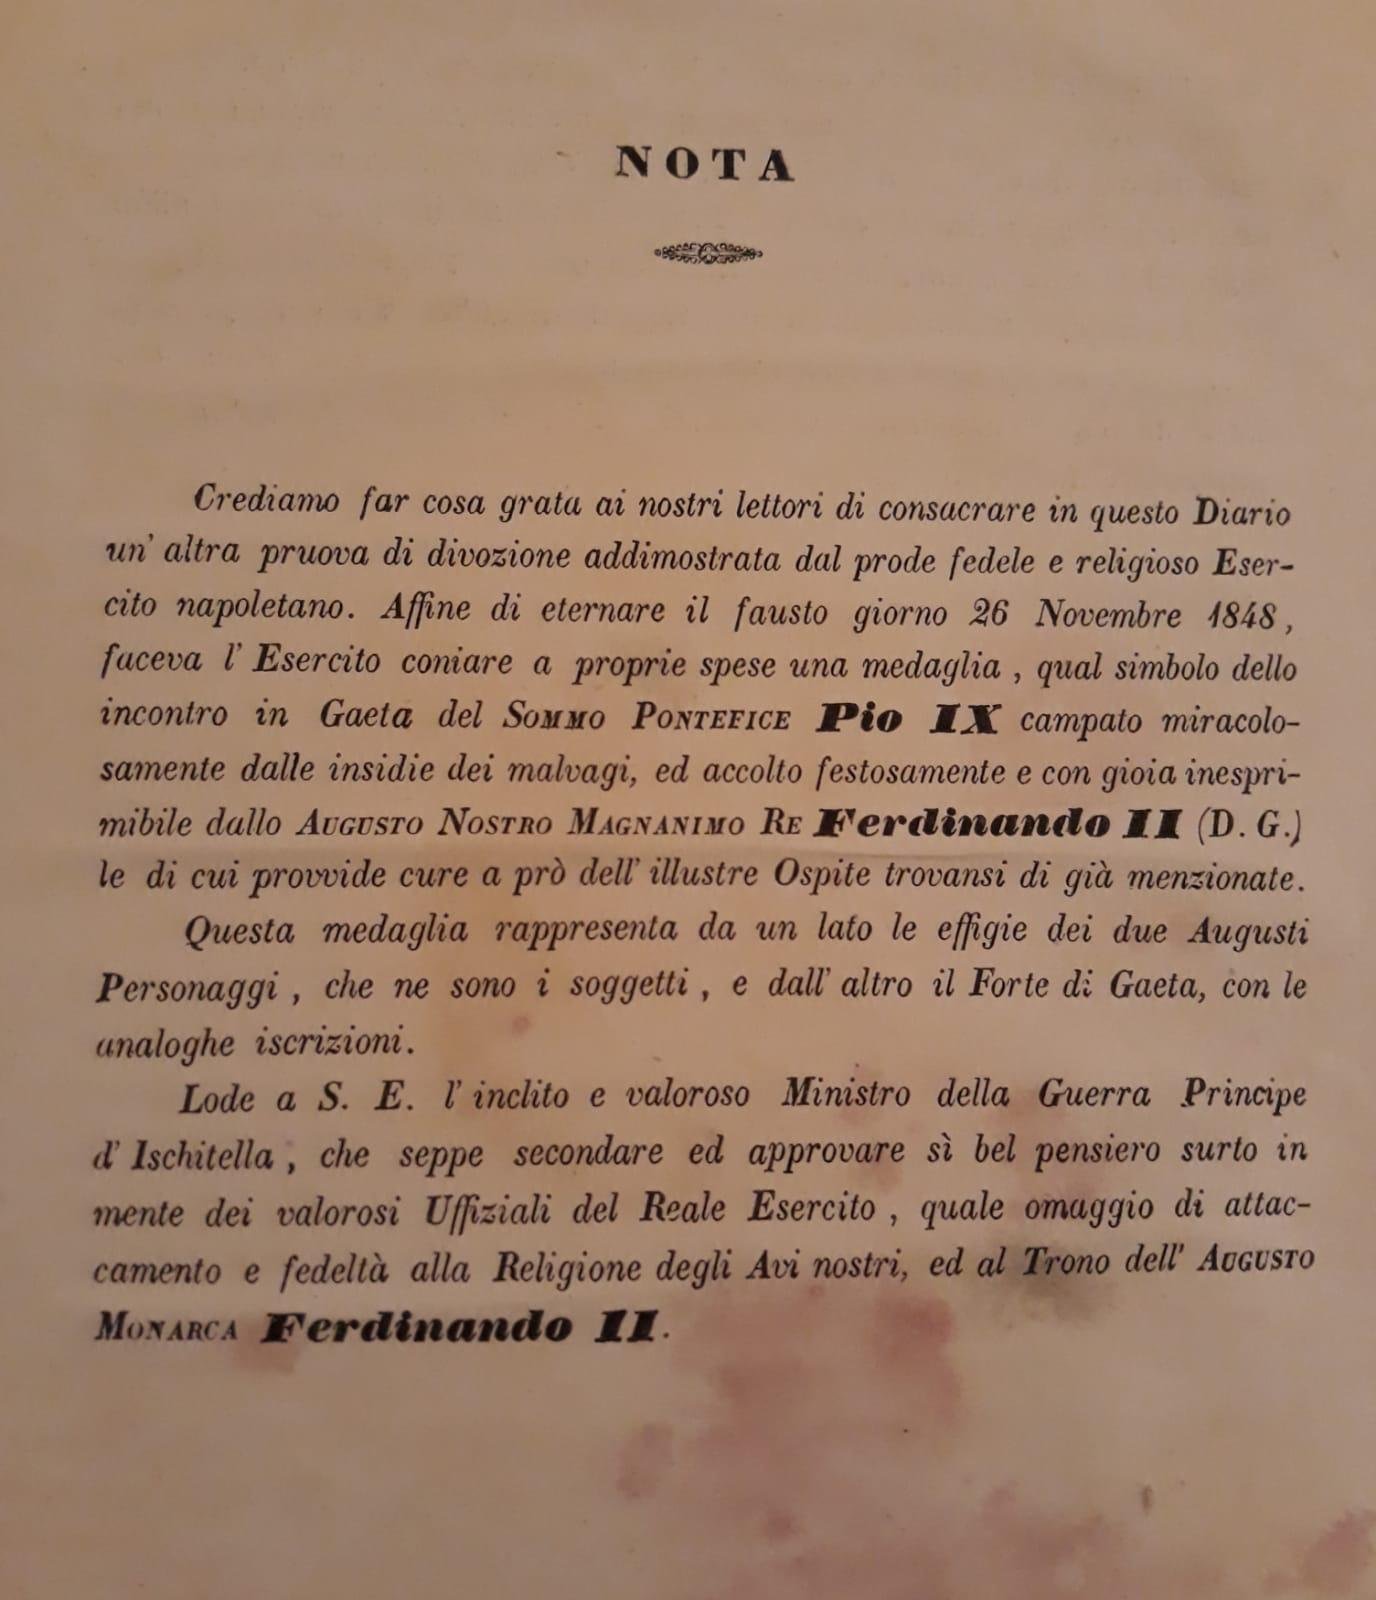 NOTA
Crediamo far cosa grata ai nostri lettori di consacrare in questo Diario
un' altra pruova di divozione addimostrata dal prode fedele e religioso Eser-
cito napoletano. Affine di eternare il fausto giorno 26 Novembre 1848,
faceva l' Esercito coniare a proprie spese una medaglia, qual simbolo dello
incontro in Gaeta del SOMMO PONTEFICE Pio IX campato miracolo-
samente dalle insidie dei malvagi, ed accolto festosamente e con gioia inespri-
mibile dallo AUGUSTO NOSTRO MAGNANIMO RE Ferdinando II (D. G.)
le di cui provvide cure a prò dell' illustre Ospite trovansi di già menzionate.
Questa medaglia rappresenta da un lato le effigie dei due Augusti
Personaggi, che ne sono i soggetti, e dall' altro il Forte di Gaeta, con le
analoghe iscrizioni.
Lode a S. E. l' inclito e valoroso Ministro della Guerra Principe
d' Ischitella, che seppe secondare ed approvare sì bel pensiero surto in
mente dei valorosi Uffiziali del Reale Esercito, quale omaggio di attac-
camento e fedeltà alla Religione degli Avi nostri, ed al Trono dell' AUGUSTO
MONARCA Ferdinando II.